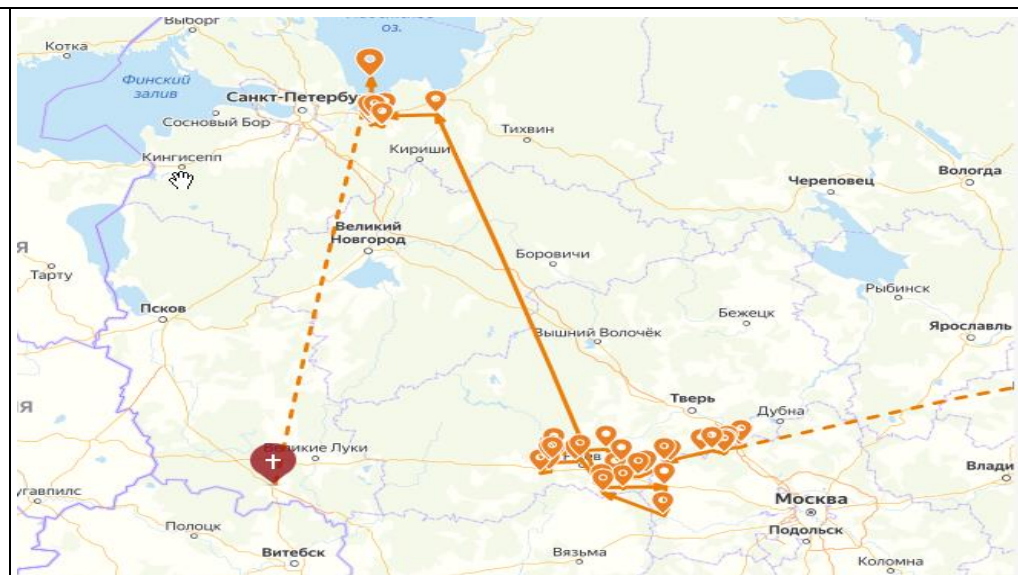 Выборг
оз.
Котка
Финский
залив
Санкт-Петербу
Сосновый Бор
Тихвин
Кириши
Кингисепп
Вологда
Череповец
Великий
Новгород
Боровичи
Я
Тарту
Рыбинск
Псков
Бежецк
Вышний Волочёк
Ярославль
Тверь
Дубна
Я
Великие Луки
Влади
угавпилс
Москва
Полоцк
Подольск
Витебск
Вязьма
Коломна